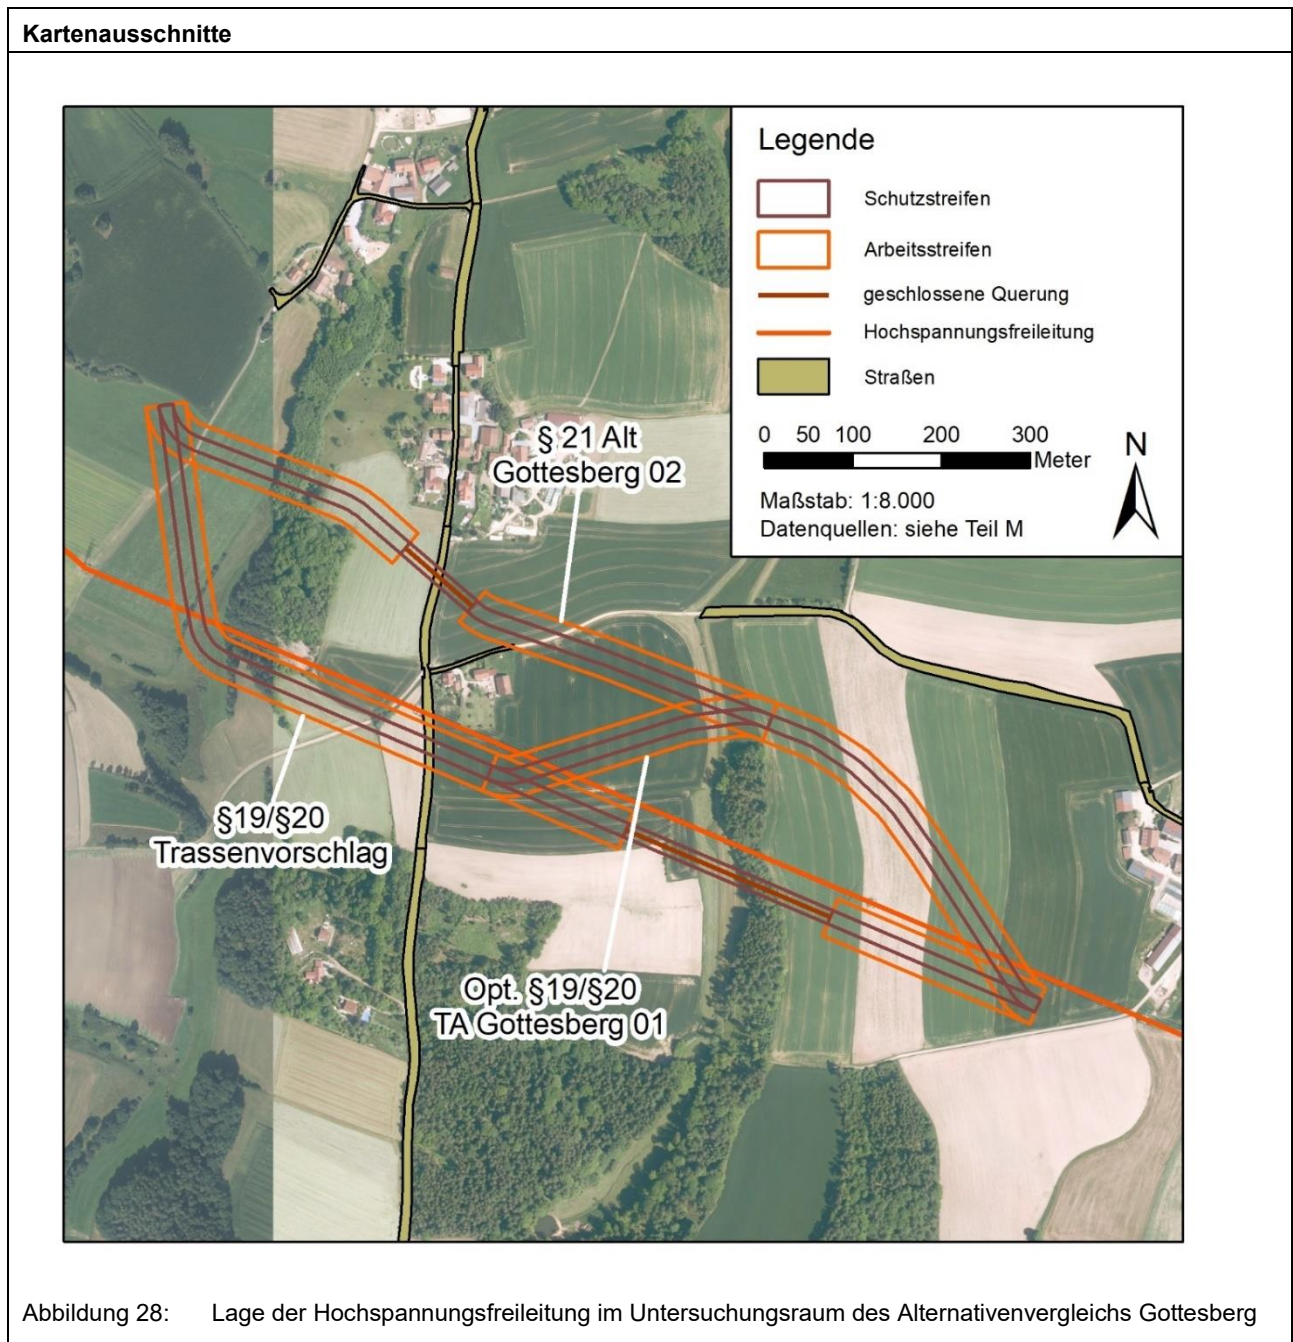 Kartenausschnitte
Legende
Schutzstreifen
Arbeitsstreifen
geschlossene Querung
Hochspannungsfreileitung
Straßen
0 50 100 200 300
Meter
N
Maßstab: 1:8.000
Datenquellen: siehe Teil M
§ 21 Alt
Gottesberg 02
§19/§20
Trassenvorschlag
Opt. §19/§20
TA Gottesberg 01
Abbildung 28: Lage der Hochspannungsfreileitung im Untersuchungsraum des Alternativenvergleichs Gottesberg